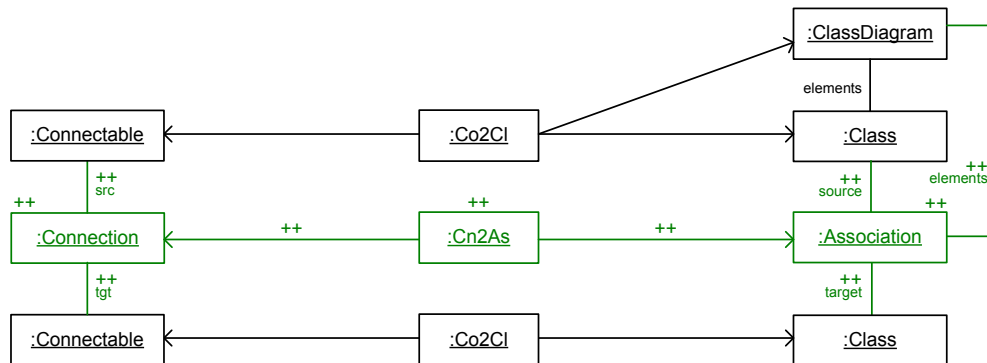 :ClassDiagram
elements
:Connectable
:Co2Cl
:Class
++
src
++
source
++
elements
++
++
++
:Connection
++
:Cn2As
++
:Association
++
tgt
++
target
:Connectable
:Co2Cl
:Class